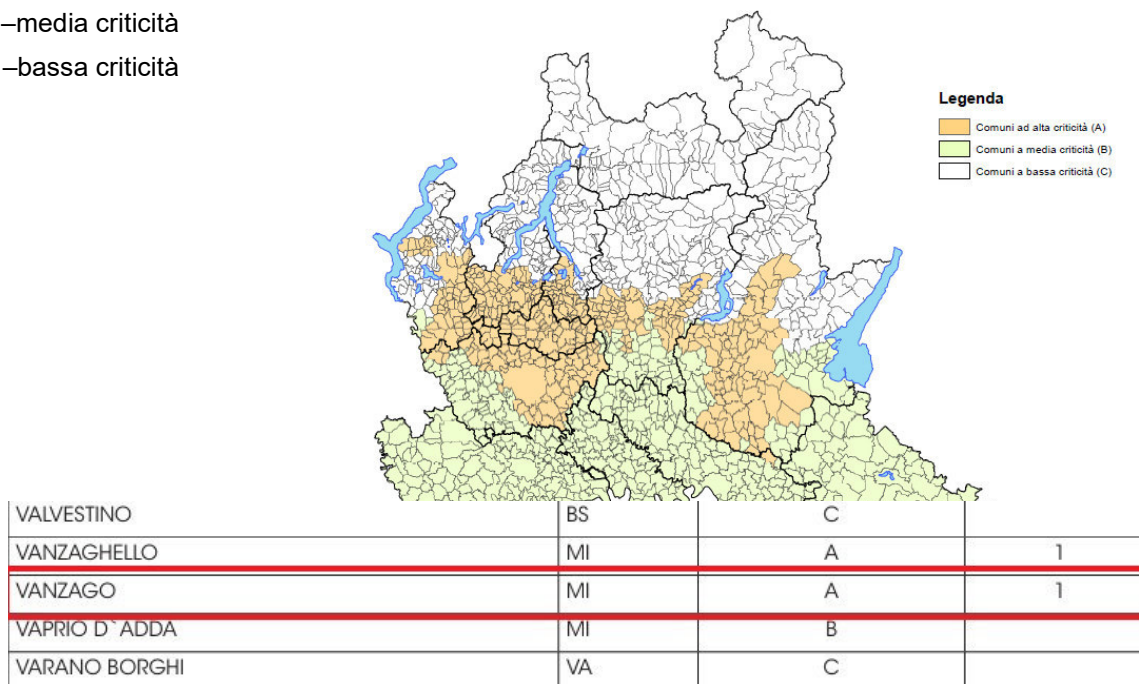 –media criticità
–bassa criticità
Legenda
Comuni ad alta criticità (A)
Comuni a media criticità (B)
Comuni a bassa criticità (C)
VALVESTINO BS C
VANZAGHELLO MI A 1
VANZAGO MI A 1
VAPRIO D`ADDA MI B
VARANO BORGHI VA C